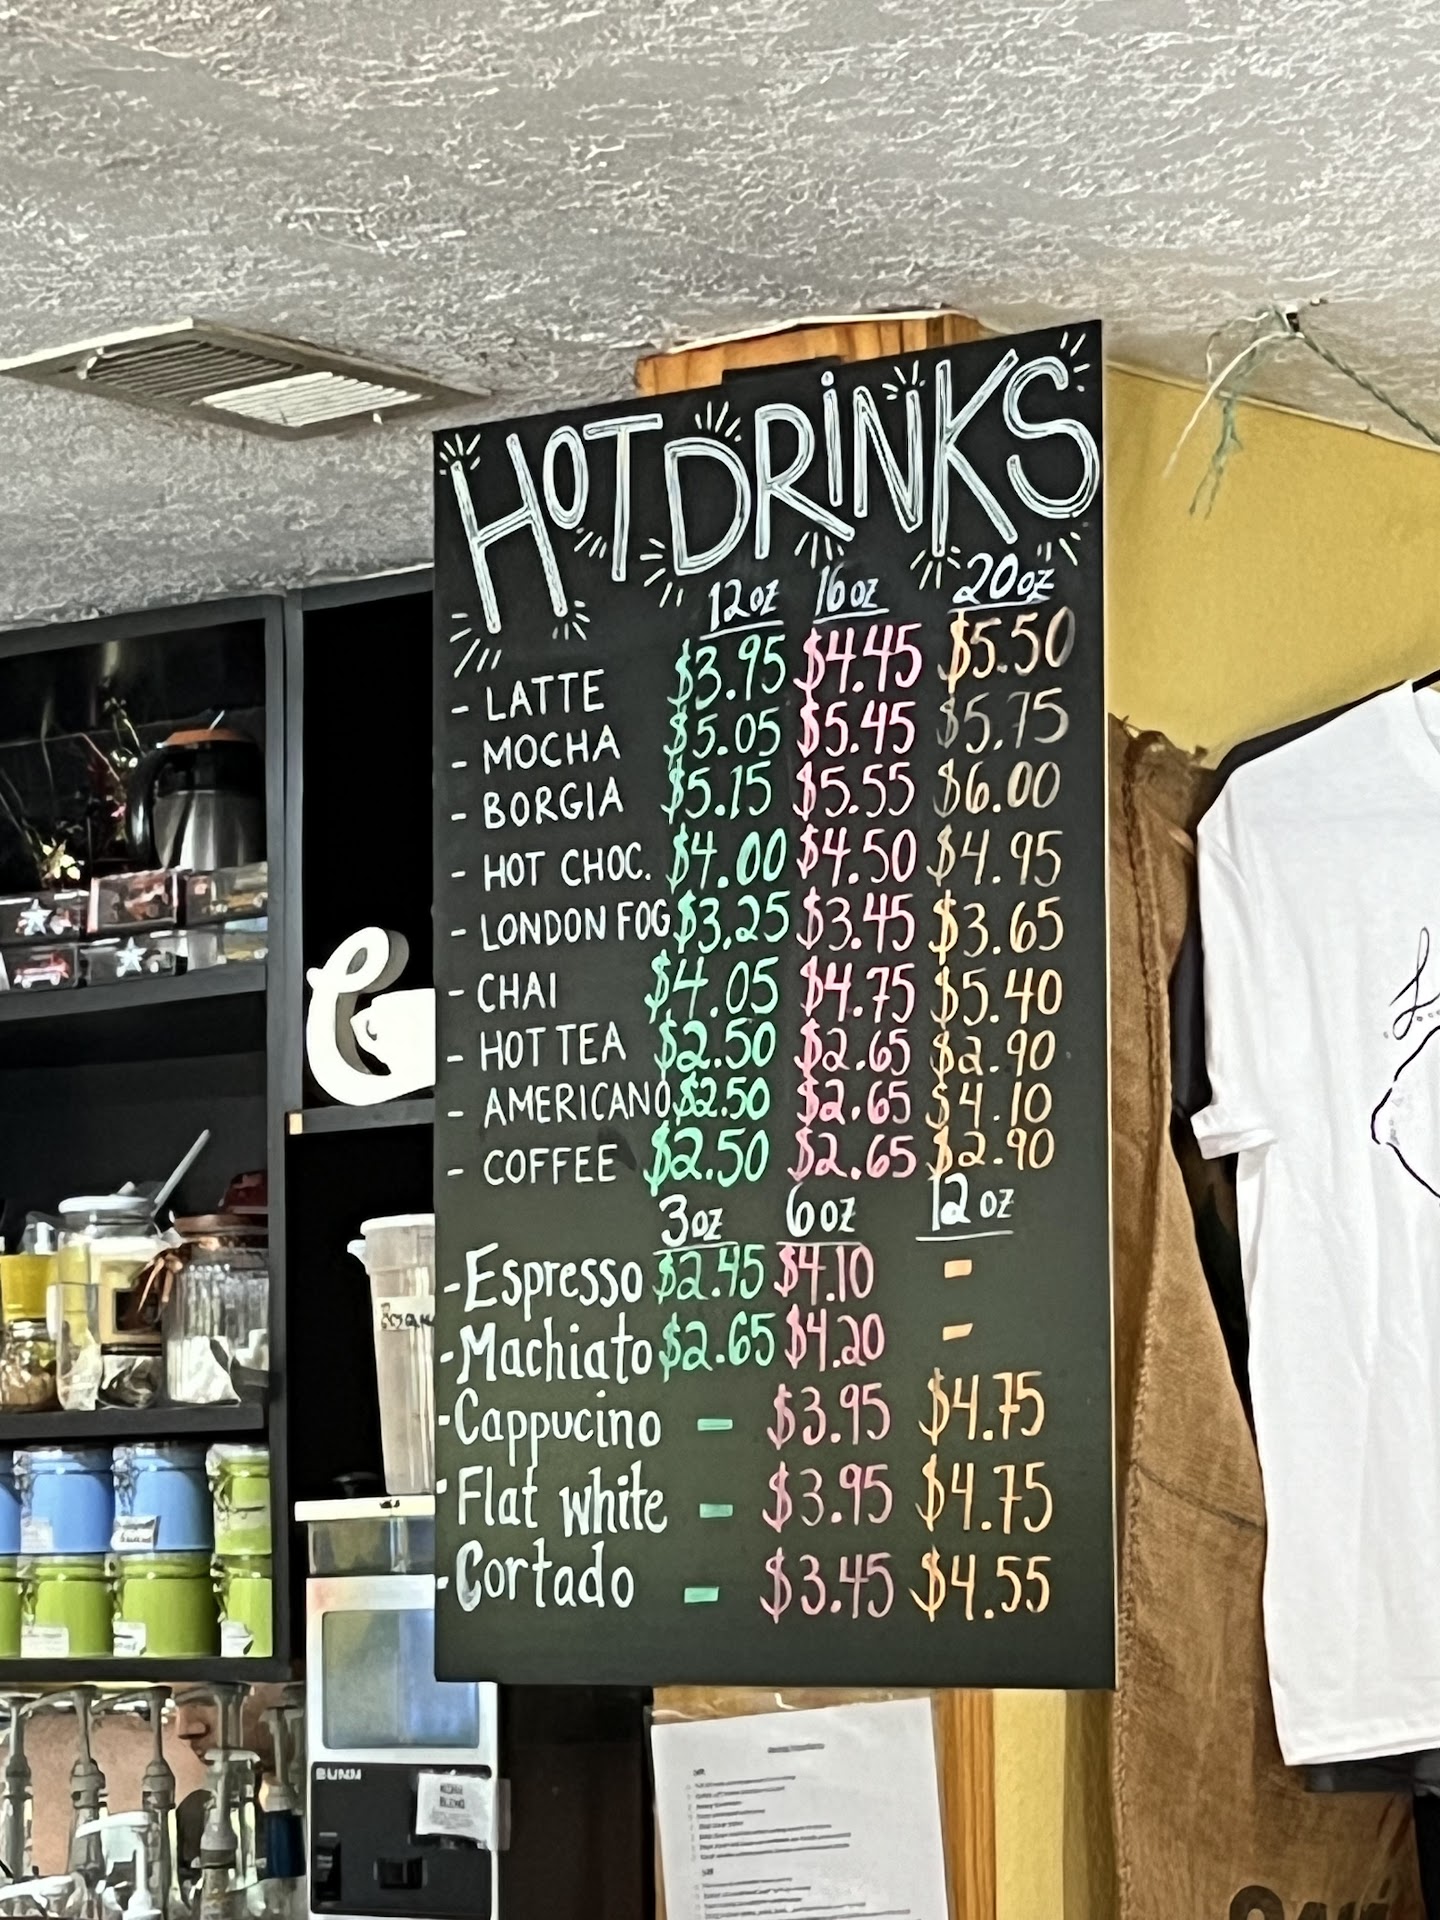 HOT DRINKS
12oz 16oz 20oz
- LATTE $3.95 $4.45 $5.50
- MOCHA $5.05 $5.45 $5.75
- BORGIA $5.15 $5.55 $6.00
- HOT CHOC. $4.00 $4.50 $4.95
- LONDON FOG $3.25 $3.45 $3.65
- CHAI $4.05 $4.75 $5.40
- HOT TEA $2.50 $2.65 $2.90
- AMERICANO $2.50 $2.65 $4.10
- COFFEE $2.50 $2.65 $2.90
3oz 6oz 12oz
- Espresso $2.45 $4.10 -
- Machiato $2.65 $4.20 -
- Cappucino - $3.95 $4.75
- Flat white - $3.95 $4.75
- Cortado - $3.45 $4.55
BUNN
BLEND